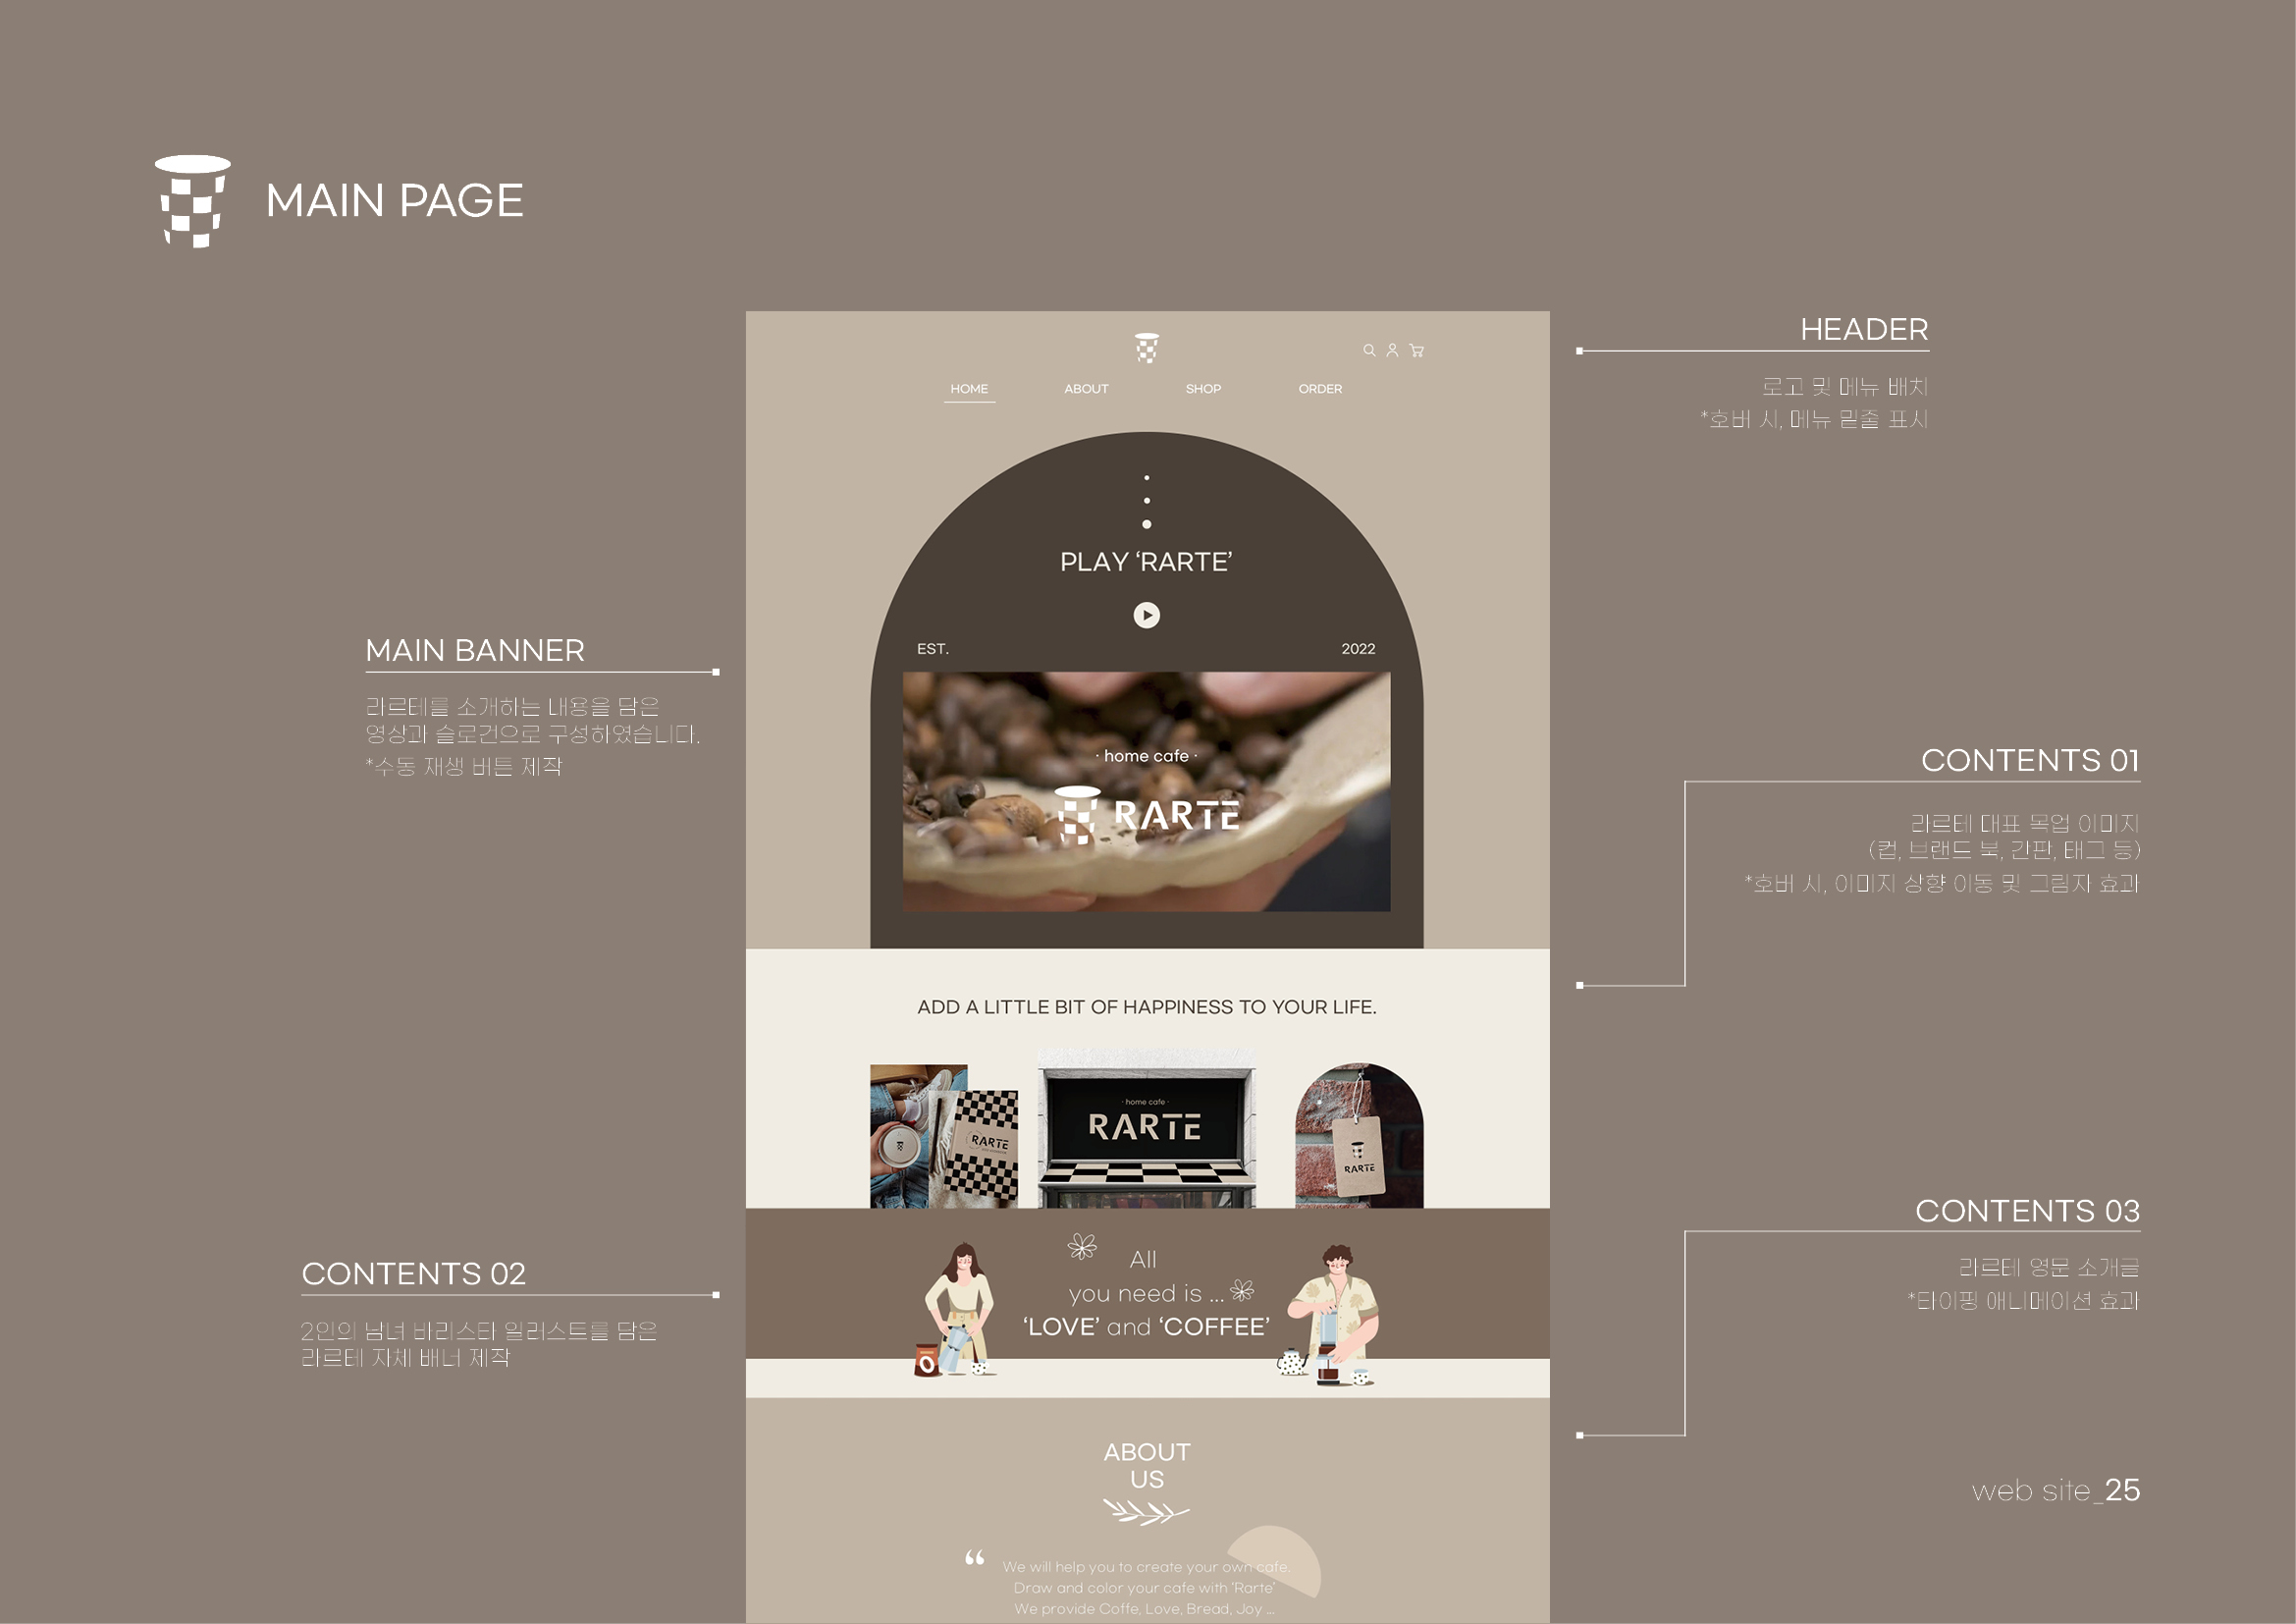 MAIN PAGE
HEADER
로고 및 메뉴 배치
*호버 시, 메뉴 밑줄 표시
HOME
ABOUT
SHOP
ORDER
PLAY ‘RARTE’
EST.
2022
· home cafe ·
RARTE
MAIN BANNER
라르테를 소개하는 내용을 담은
영상과 슬로건으로 구성하였습니다.
*수동 재생 버튼 제작
CONTENTS 01
라르테 대표 목업 이미지
(컵, 브랜드 북, 간판, 태그 등)
*호버 시, 이미지 상향 이동 및 그림자 효과
ADD A LITTLE BIT OF HAPPINESS TO YOUR LIFE.
RARTE
· home cafe ·
RARTE
RARTE
CONTENTS 02
2인의 남녀 바리스타 일러스트를 담은
라르테 자체 배너 제작
All
you need is ...
‘LOVE’ and ‘COFFEE’
CONTENTS 03
라르테 영문 소개글
*타이핑 애니메이션 효과
ABOUT
US
“ We will help you to create your own cafe.
Draw and color your cafe with ‘Rarte’
We provide Coffe, Love, Bread, Joy ...
web site_25